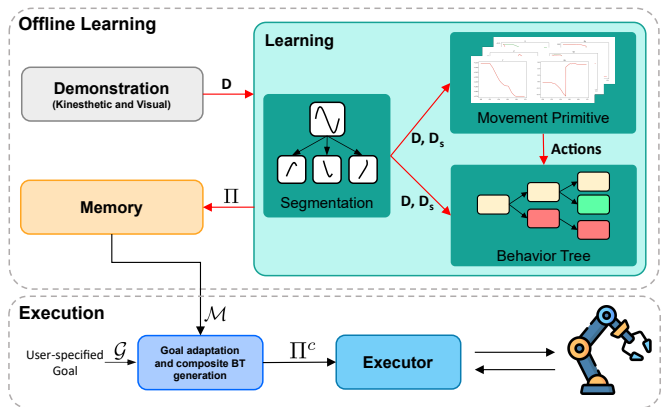 Offline Learning
Learning
Demonstration
(Kinesthetic and Visual)
D
Segmentation
D, Dₛ
D, Dₛ
Movement Primitive
Actions
Behavior Tree
Π
Memory
Execution
ℳ
User-specified
Goal
𝒢
Goal adaptation
and composite BT
generation
Πᶜ
Executor